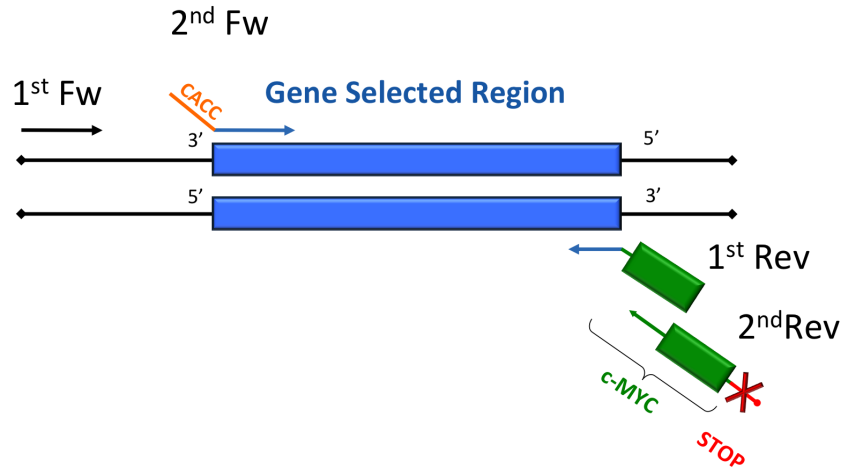 2nd Fw
1st Fw
CACC
Gene Selected Region
3’
5’
5’
3’
1st Rev
2ndRev
c-MYC
STOP